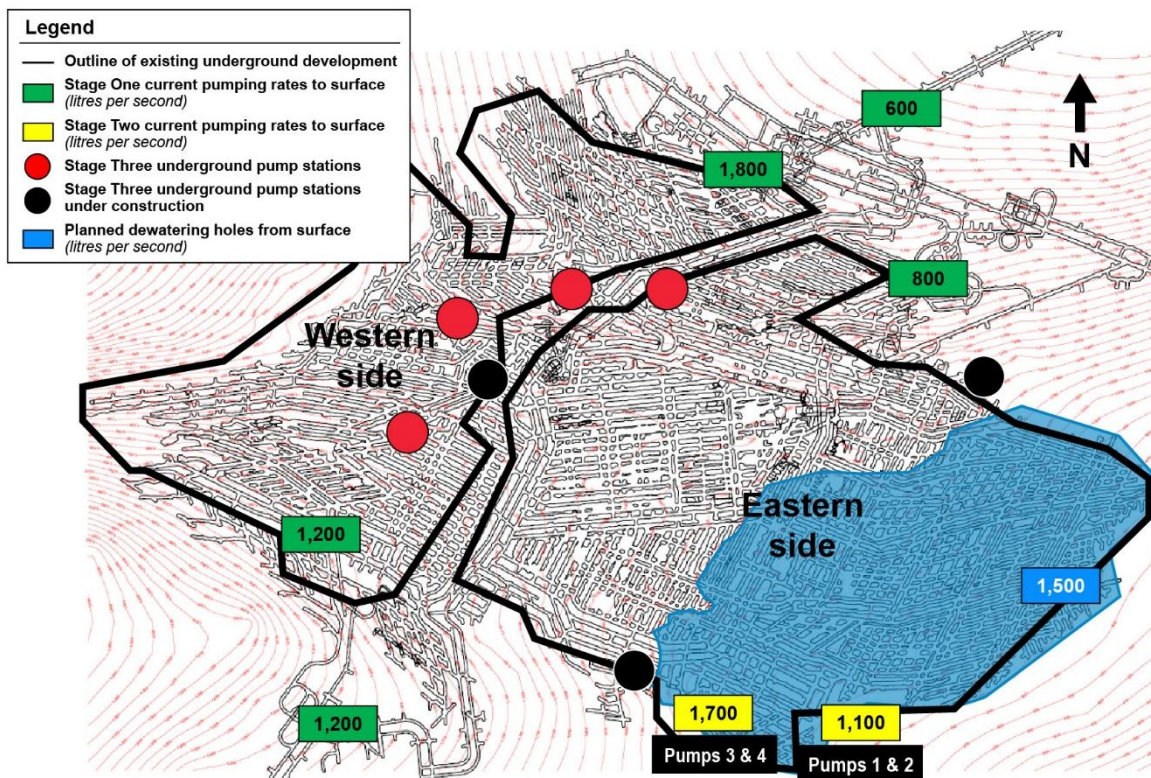 Legend
Outline of existing underground development
Stage One current pumping rates to surface
(litres per second)
Stage Two current pumping rates to surface
(litres per second)
Stage Three underground pump stations
Stage Three underground pump stations
under construction
Planned dewatering holes from surface
(litres per second)
600
N
1,800
800
Western
side
Eastern
side
1,200
1,500
1,200
1,700
1,100
Pumps 3 & 4
Pumps 1 & 2